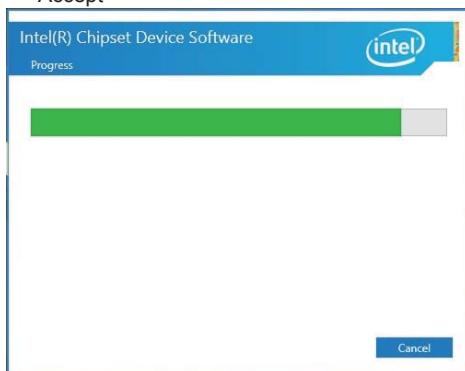 Accept
Intel(R) Chipset Device Software
intel
Progress
Cancel